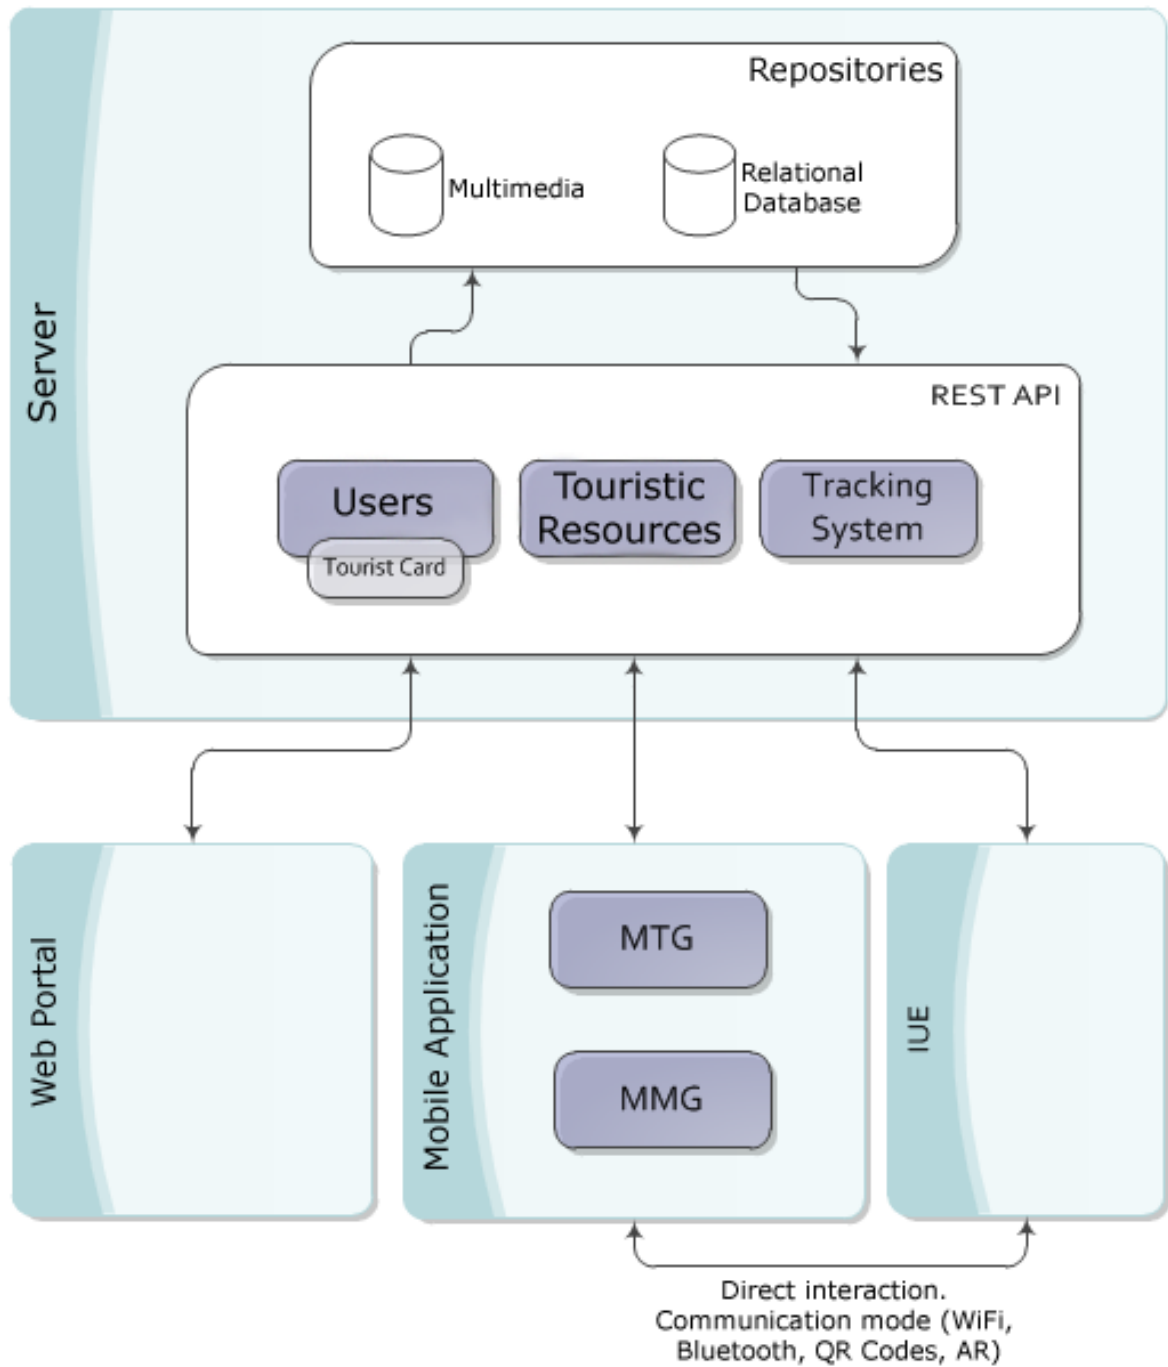 Repositories
Multimedia
Relational
Database
Server
REST API
Users
Tourist Card
Touristic
Resources
Tracking
System
Web Portal
Mobile Application
MTG
MMG
IUE
Direct interaction.
Communication mode (WiFi,
Bluetooth, QR Codes, AR)